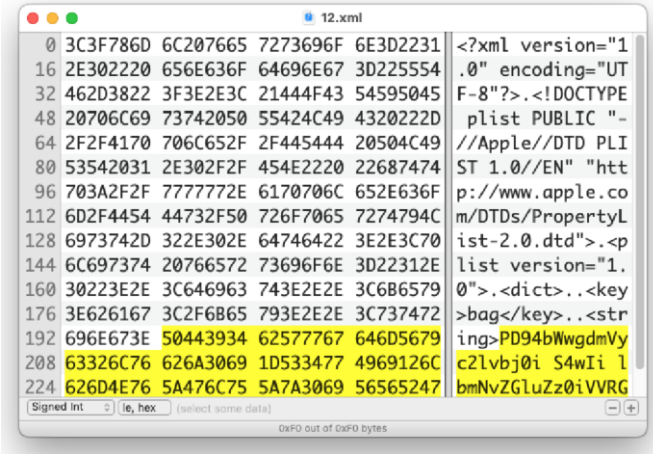 12.xml
0 3C3F786D 6C207665 7273696F 6E3D2231 <?xml version="1
16 2E302220 656E636F 64696E67 3D225554 .0" encoding="UT
32 462D3822 3F3E2E3C 21444F43 54595045 F-8"?>.<!DOCTYPE
48 20706C69 73742050 55424C49 4320222D plist PUBLIC "-
64 2F2F4170 706C652F 2F445444 20504C49 //Apple//DTD PLI
80 53542031 2E302F2F 454E2220 22687474 ST 1.0//EN" "htt
96 703A2F2F 7777772E 6170706C 652E636F p://www.apple.co
112 6D2F4454 44732F50 726F7065 7274794C m/DTDs/PropertyL
128 6973742D 322E302E 64746422 3E2E3C70 ist-2.0.dtd">.<p
144 6C697374 20766572 73696F6E 3D22312E list version="1.
160 30223E2E 3C646963 743E2E2E 3C6B6579 0">.<dict>..<key
176 3E626167 3C2F6B65 793E2E2E 3C737472 >bag</key>..<str
192 696E673E 50443934 62577767 646D5679 ing>PD94bWwgdmVy
208 63326C76 626A3069 1D533477 4969126C c2lvbj0i S4wIi l
224 626D4E76 5A476C75 5A7A3069 56565247 bmNvZGluZz0iVVRG
Signed Int le, hex (select some data) − +
0xF0 out of 0xF0 bytes